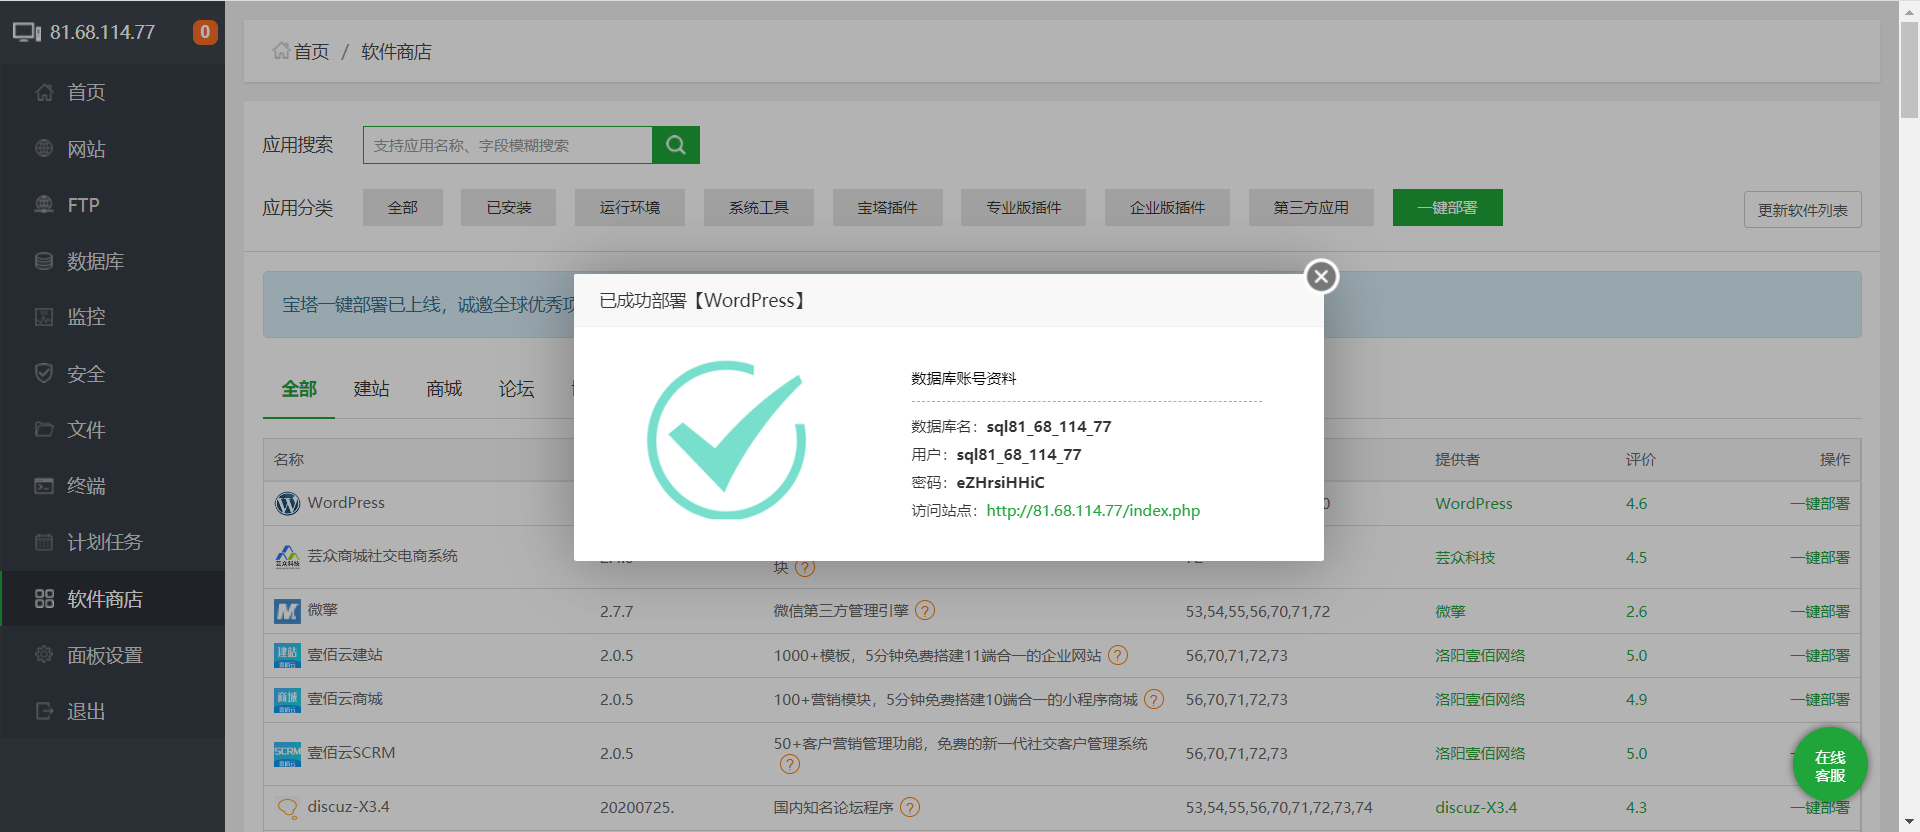 81.68.114.77
0
首页
网站
FTP
数据库
监控
安全
文件
终端
计划任务
软件商店
面板设置
退出
首页 / 软件商店
应用搜索
支持应用名称、字段模糊搜索
应用分类 全部 已安装 运行环境 系统工具 宝塔插件 专业版插件 企业版插件 第三方应用 一键部署 更新软件列表
宝塔一键部署已上线，诚邀全球优秀项
已成功部署【WordPress】
数据库账号资料
数据库名：sql81_68_114_77
用户：sql81_68_114_77
密码：eZHrsiHHiC
访问站点：http://81.68.114.77/index.php
全部 建站 商城 论坛
名称 提供者 评价 操作
WordPress 0 WordPress 4.6 一键部署
芸众商城社交电商系统 块 ? 芸众科技 4.5 一键部署
微擎 2.7.7 微信第三方管理引擎 ? 53,54,55,56,70,71,72 微擎 2.6 一键部署
壹佰云建站 2.0.5 1000+模板，5分钟免费搭建11端合一的企业网站 ? 56,70,71,72,73 洛阳壹佰网络 5.0 一键部署
壹佰云商城 2.0.5 100+营销模块，5分钟免费搭建10端合一的小程序商城 ? 56,70,71,72,73 洛阳壹佰网络 4.9 一键部署
壹佰云SCRM 2.0.5 50+客户营销管理功能，免费的新一代社交客户管理系统 ? 56,70,71,72,73 洛阳壹佰网络 5.0
discuz-X3.4 20200725. 国内知名论坛程序 ? 53,54,55,56,70,71,72,73,74 discuz-X3.4 4.3 一键部署
在线
客服